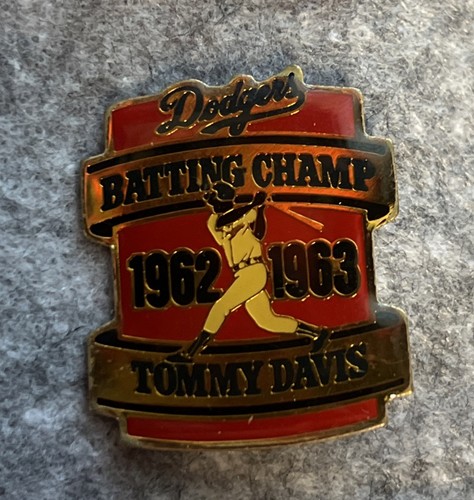 Dodgers
BATTING CHAMP
1962 1963
TOMMY DAVIS